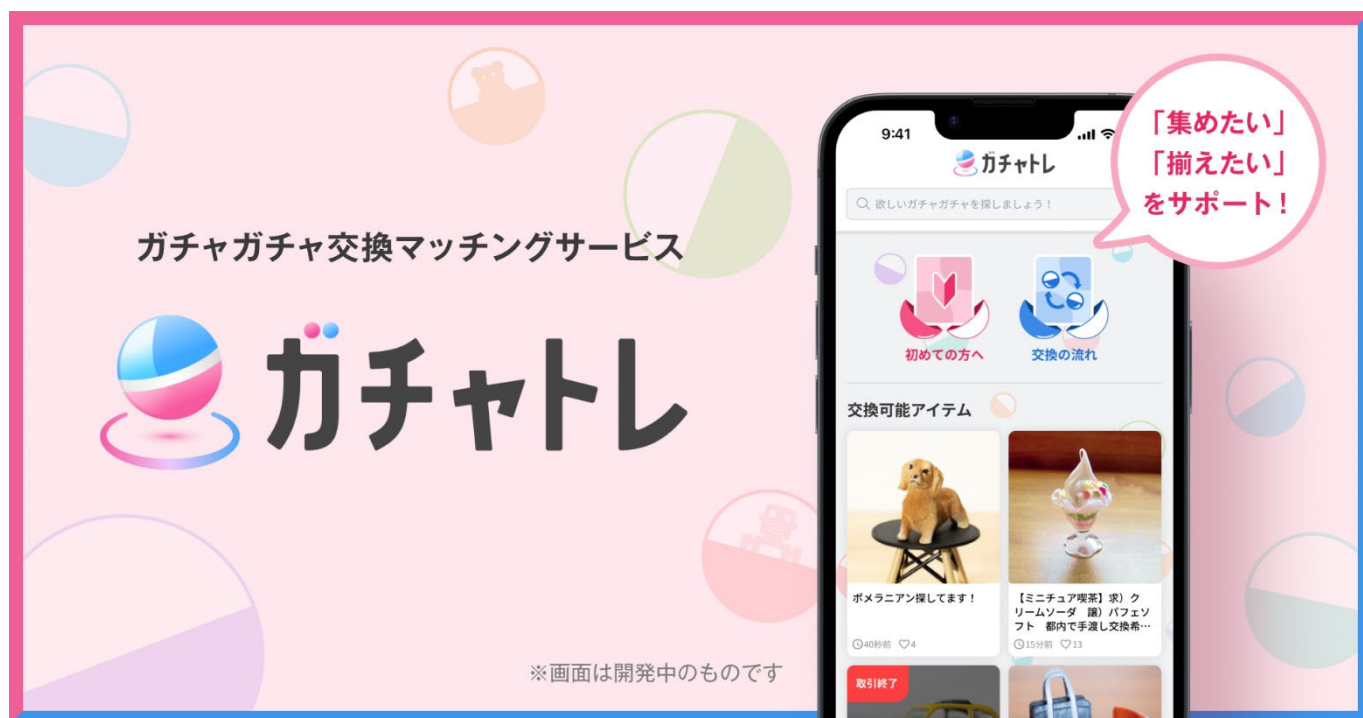 ガチャガチャ交換マッチングサービス
ガチャトレ
※画面は開発中のものです
「集めたい」
「揃えたい」
をサポート!
9:41
ガチャトレ
欲しいガチャガチャを探しましょう!
初めての方へ
交換の流れ
交換可能アイテム
ポメラニアン探してます!
40秒前 4
【ミニチュア喫茶】求）ク
リームソーダ 譲）パフェソ
フト 都内で手渡し交換希…
15分前 13
取引終了